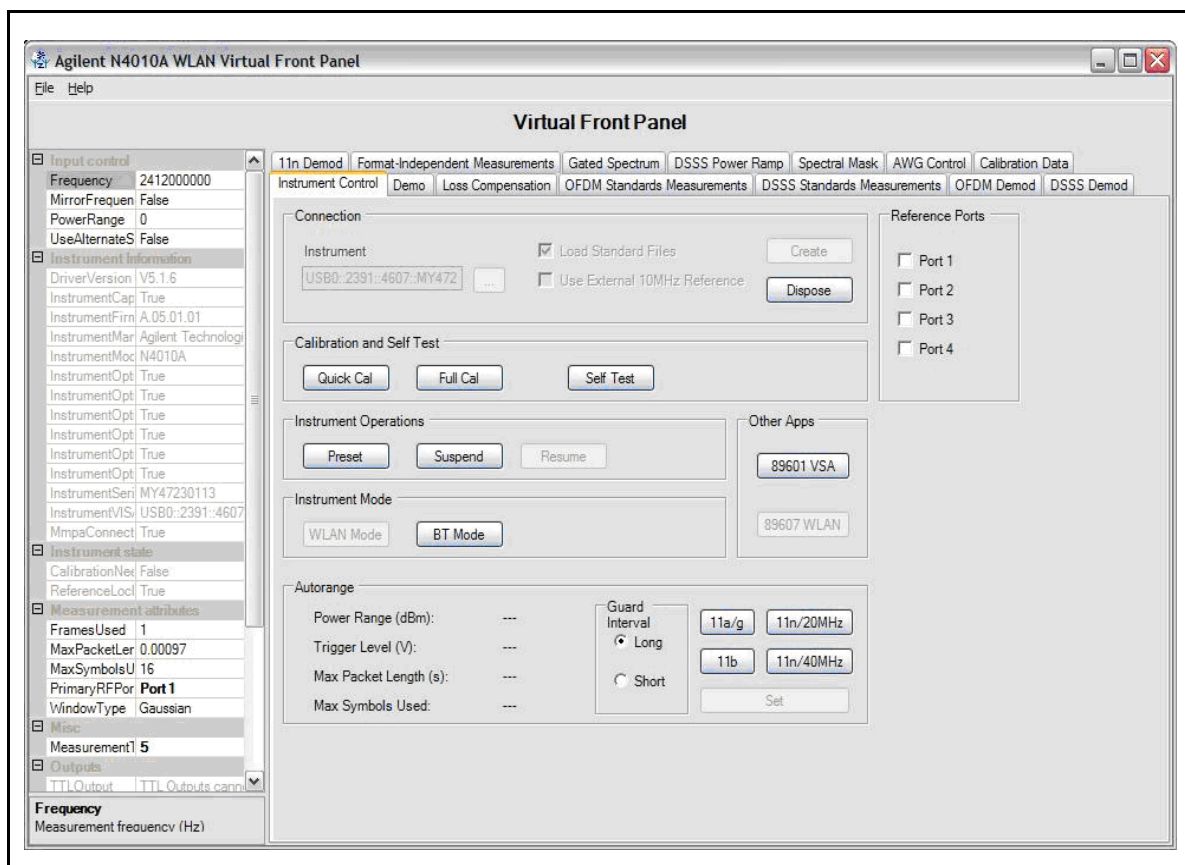 Agilent N4010A WLAN Virtual Front Panel
File Help
Virtual Front Panel
Input control
Frequency 2412000000
MirrorFrequen False
PowerRange 0
UseAlternateS False
Instrument Information
DriverVersion V5.1.6
InstrumentCap True
InstrumentFirn A.05.01.01
InstrumentMar Agilent Technologi
InstrumentMoc N4010A
InstrumentOpt True
InstrumentOpt True
InstrumentOpt True
InstrumentOpt True
InstrumentOpt True
InstrumentOpt True
InstrumentSeri MY47230113
InstrumentVIS USB0::2391::4607
MmpaConnect True
Instrument state
CalibrationNee False
ReferenceLocl True
Measurement attributes
FramesUsed 1
MaxPacketLer 0.00097
MaxSymbolsU 16
PrimaryRFPor Port 1
WindowType Gaussian
Misc
MeasurementT 5
Outputs
TTLOutput TTL Outputs cann
Frequency
Measurement frequency (Hz)
11n Demod Format-Independent Measurements Gated Spectrum DSSS Power Ramp Spectral Mask AWG Control Calibration Data
Instrument Control Demo Loss Compensation OFDM Standards Measurements DSSS Standards Measurements OFDM Demod DSSS Demod
Connection
Instrument
USB0::2391::4607::MY472 ...
Load Standard Files
Use External 10MHz Reference
Create
Dispose
Reference Ports
Port 1
Port 2
Port 3
Port 4
Calibration and Self Test
Quick Cal Full Cal Self Test
Instrument Operations
Preset Suspend Resume
Other Apps
89601 VSA
89607 WLAN
Instrument Mode
WLAN Mode BT Mode
Autorange
Power Range (dBm): ---
Trigger Level (V): ---
Max Packet Length (s): ---
Max Symbols Used: ---
Guard
Interval
Long
Short
11a/g 11n/20MHz
11b 11n/40MHz
Set